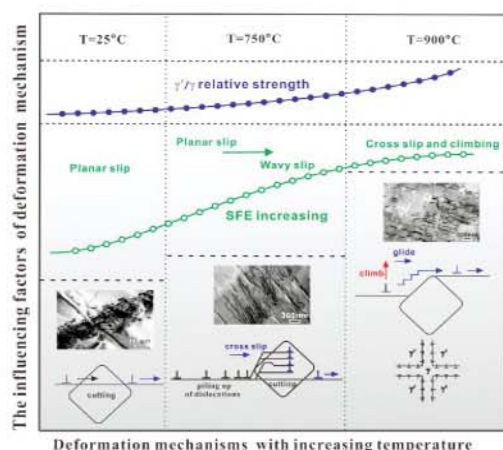 T=25°C
T=750°C
T=900°C
γ'/γ relative strength
Planar slip
Planar slip
Wavy slip
Cross slip and climbing
SFE increasing
cutting
cross slip
piling up
of dislocations
cutting
glide
climb
γ'
γ'
γ
γ'
γ'
The influencing factors of deformation mechanism
Deformation mechanisms with increasing temperature